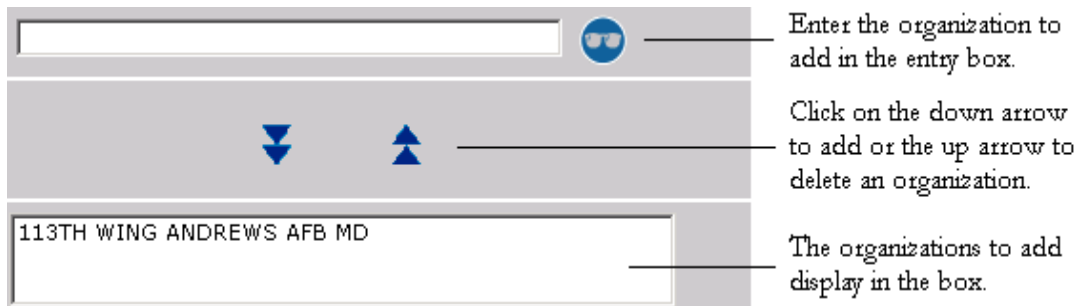 Enter the organization to
add in the entry box.
Click on the down arrow
to add or the up arrow to
delete an organization.
113TH WING ANDREWS AFB MD
The organizations to add
display in the box.